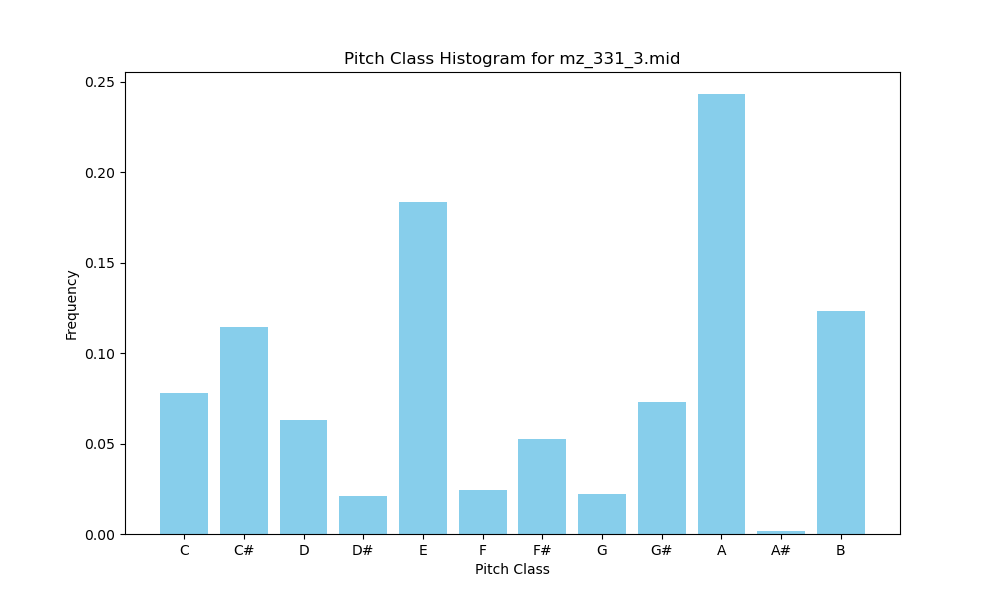 Pitch Class Histogram for mz_331_3.mid
0.25
0.20
0.15
0.10
0.05
0.00
Frequency
C C# D D# E F F# G G# A A# B
Pitch Class